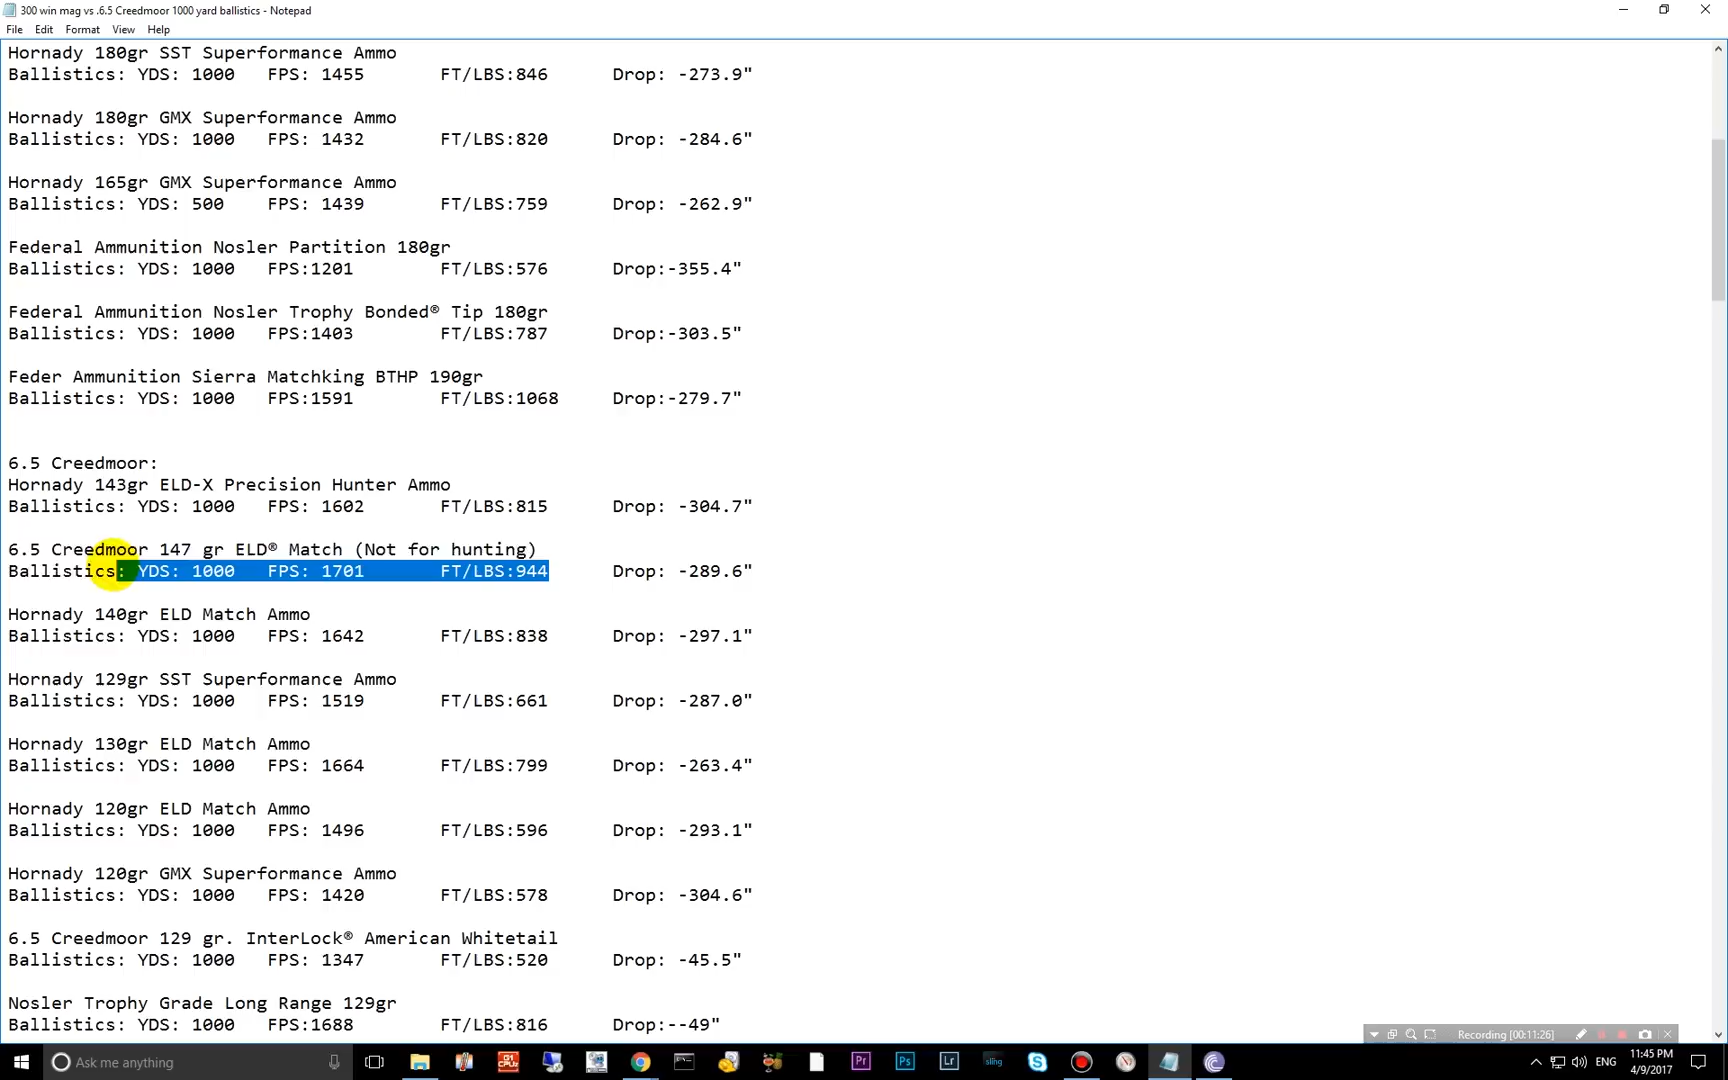 300 win mag vs .6.5 Creedmoor 1000 yard ballistics - Notepad
File Edit Format View Help
Hornady 180gr SST Superformance Ammo
Ballistics: YDS: 1000 FPS: 1455 FT/LBS:846 Drop: -273.9"
Hornady 180gr GMX Superformance Ammo
Ballistics: YDS: 1000 FPS: 1432 FT/LBS:820 Drop: -284.6"
Hornady 165gr GMX Superformance Ammo
Ballistics: YDS: 500 FPS: 1439 FT/LBS:759 Drop: -262.9"
Federal Ammunition Nosler Partition 180gr
Ballistics: YDS: 1000 FPS:1201 FT/LBS:576 Drop:-355.4"
Federal Ammunition Nosler Trophy Bonded® Tip 180gr
Ballistics: YDS: 1000 FPS:1403 FT/LBS:787 Drop:-303.5"
Feder Ammunition Sierra Matchking BTHP 190gr
Ballistics: YDS: 1000 FPS:1591 FT/LBS:1068 Drop:-279.7"
6.5 Creedmoor:
Hornady 143gr ELD-X Precision Hunter Ammo
Ballistics: YDS: 1000 FPS: 1602 FT/LBS:815 Drop: -304.7"
6.5 Creedmoor 147 gr ELD® Match (Not for hunting)
Ballistics: YDS: 1000 FPS: 1701 FT/LBS:944 Drop: -289.6"
Hornady 140gr ELD Match Ammo
Ballistics: YDS: 1000 FPS: 1642 FT/LBS:838 Drop: -297.1"
Hornady 129gr SST Superformance Ammo
Ballistics: YDS: 1000 FPS: 1519 FT/LBS:661 Drop: -287.0"
Hornady 130gr ELD Match Ammo
Ballistics: YDS: 1000 FPS: 1664 FT/LBS:799 Drop: -263.4"
Hornady 120gr ELD Match Ammo
Ballistics: YDS: 1000 FPS: 1496 FT/LBS:596 Drop: -293.1"
Hornady 120gr GMX Superformance Ammo
Ballistics: YDS: 1000 FPS: 1420 FT/LBS:578 Drop: -304.6"
6.5 Creedmoor 129 gr. InterLock® American Whitetail
Ballistics: YDS: 1000 FPS: 1347 FT/LBS:520 Drop: -45.5"
Nosler Trophy Grade Long Range 129gr
Ballistics: YDS: 1000 FPS:1688 FT/LBS:816 Drop:--49"
Recording [00:11:26]
Ask me anything
Pr Ps Lr sling
ENG
11:45 PM
4/9/2017